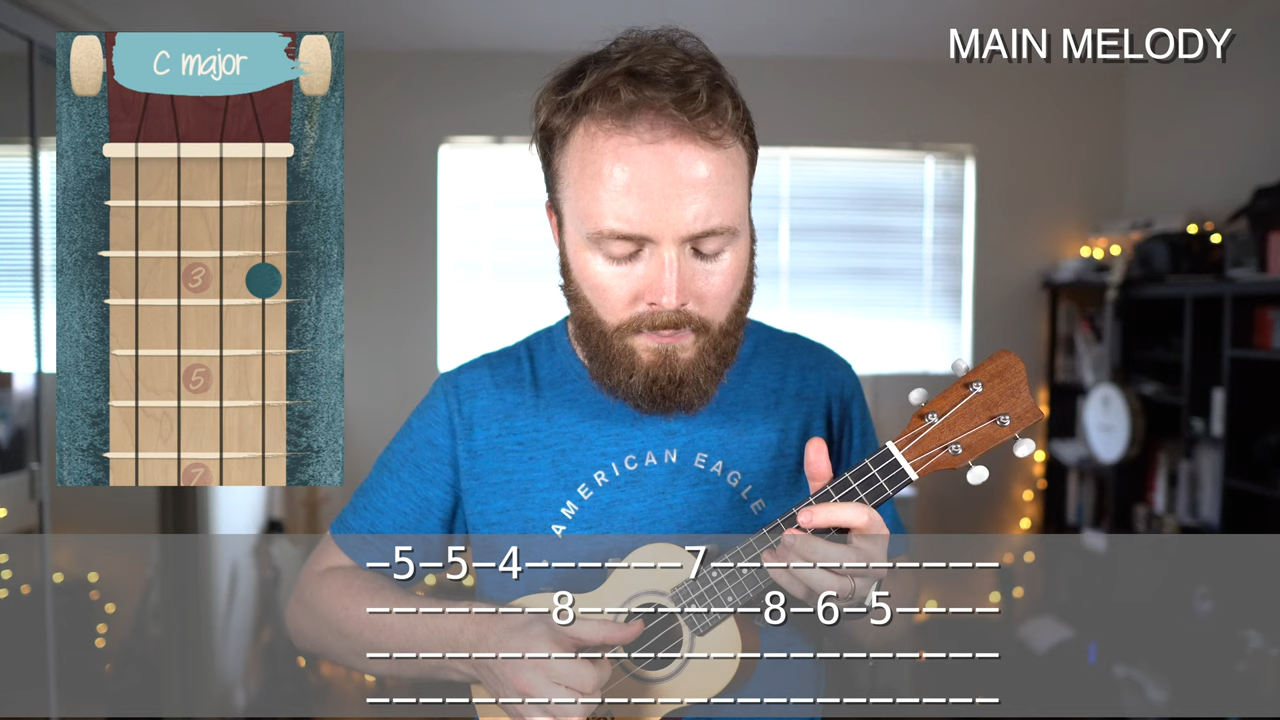 C major
MAIN MELODY
3
5
7
AMERICAN EAGLE
–5–5–4––––––7–––––––––––
–––––––8–––––––8–6–5––––
––––––––––––––––––––––––
––––––––––––––––––––––––